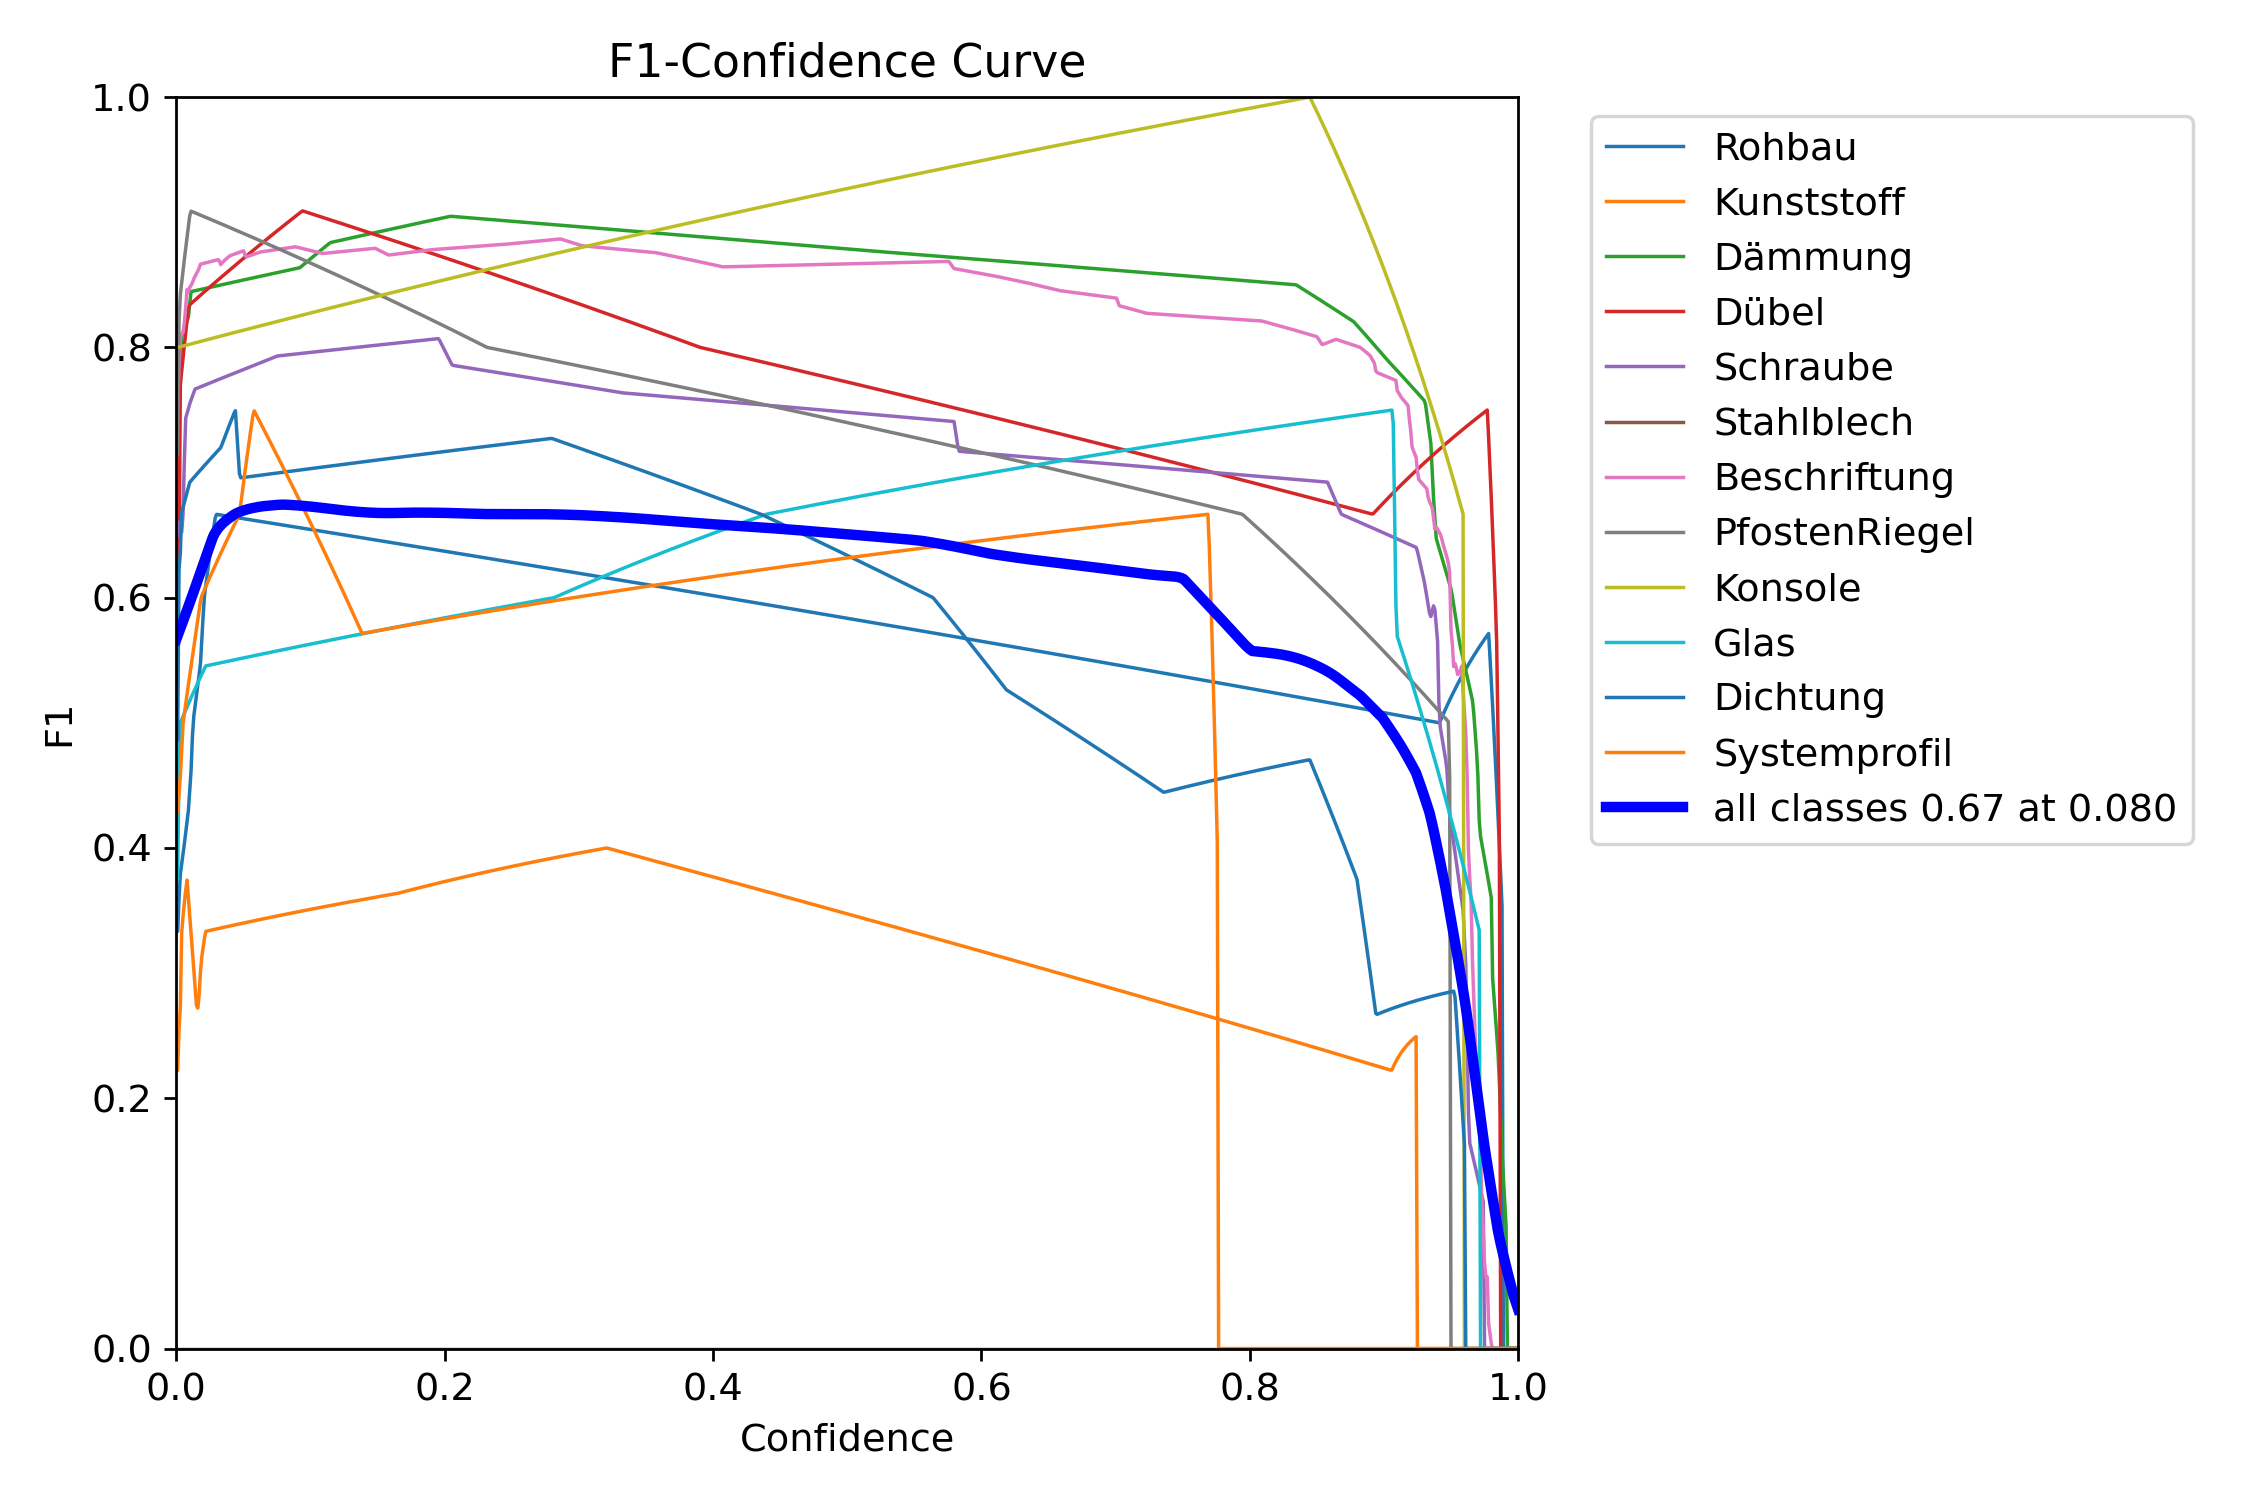 F1-Confidence Curve
1.0
0.8
0.6
0.4
0.2
0.0
F1
0.0 0.2 0.4 0.6 0.8 1.0
Confidence
Rohbau
Kunststoff
Dämmung
Dübel
Schraube
Stahlblech
Beschriftung
PfostenRiegel
Konsole
Glas
Dichtung
Systemprofil
all classes 0.67 at 0.080